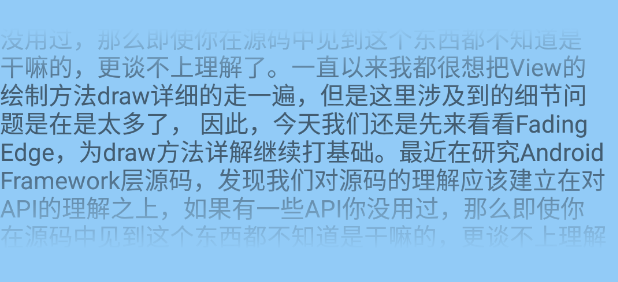 没用过，那么即使你在源码中见到这个东西都不知道是
干嘛的，更谈不上理解了。一直以来我都很想把View的
绘制方法draw详细的走一遍，但是这里涉及到的细节问
题是在是太多了， 因此，今天我们还是先来看看Fading
Edge，为draw方法详解继续打基础。最近在研究Android
Framework层源码，发现我们对源码的理解应该建立在对
API的理解之上，如果有一些API你没用过，那么即使你
在源码中见到这个东西都不知道是干嘛的，更谈不上理解